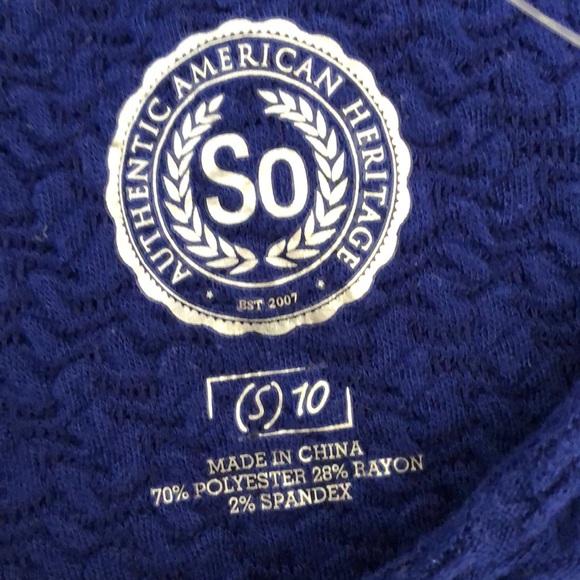 AUTHENTIC AMERICAN HERITAGE
So
EST 2007
(S) 10
MADE IN CHINA
70% POLYESTER 28% RAYON
2% SPANDEX